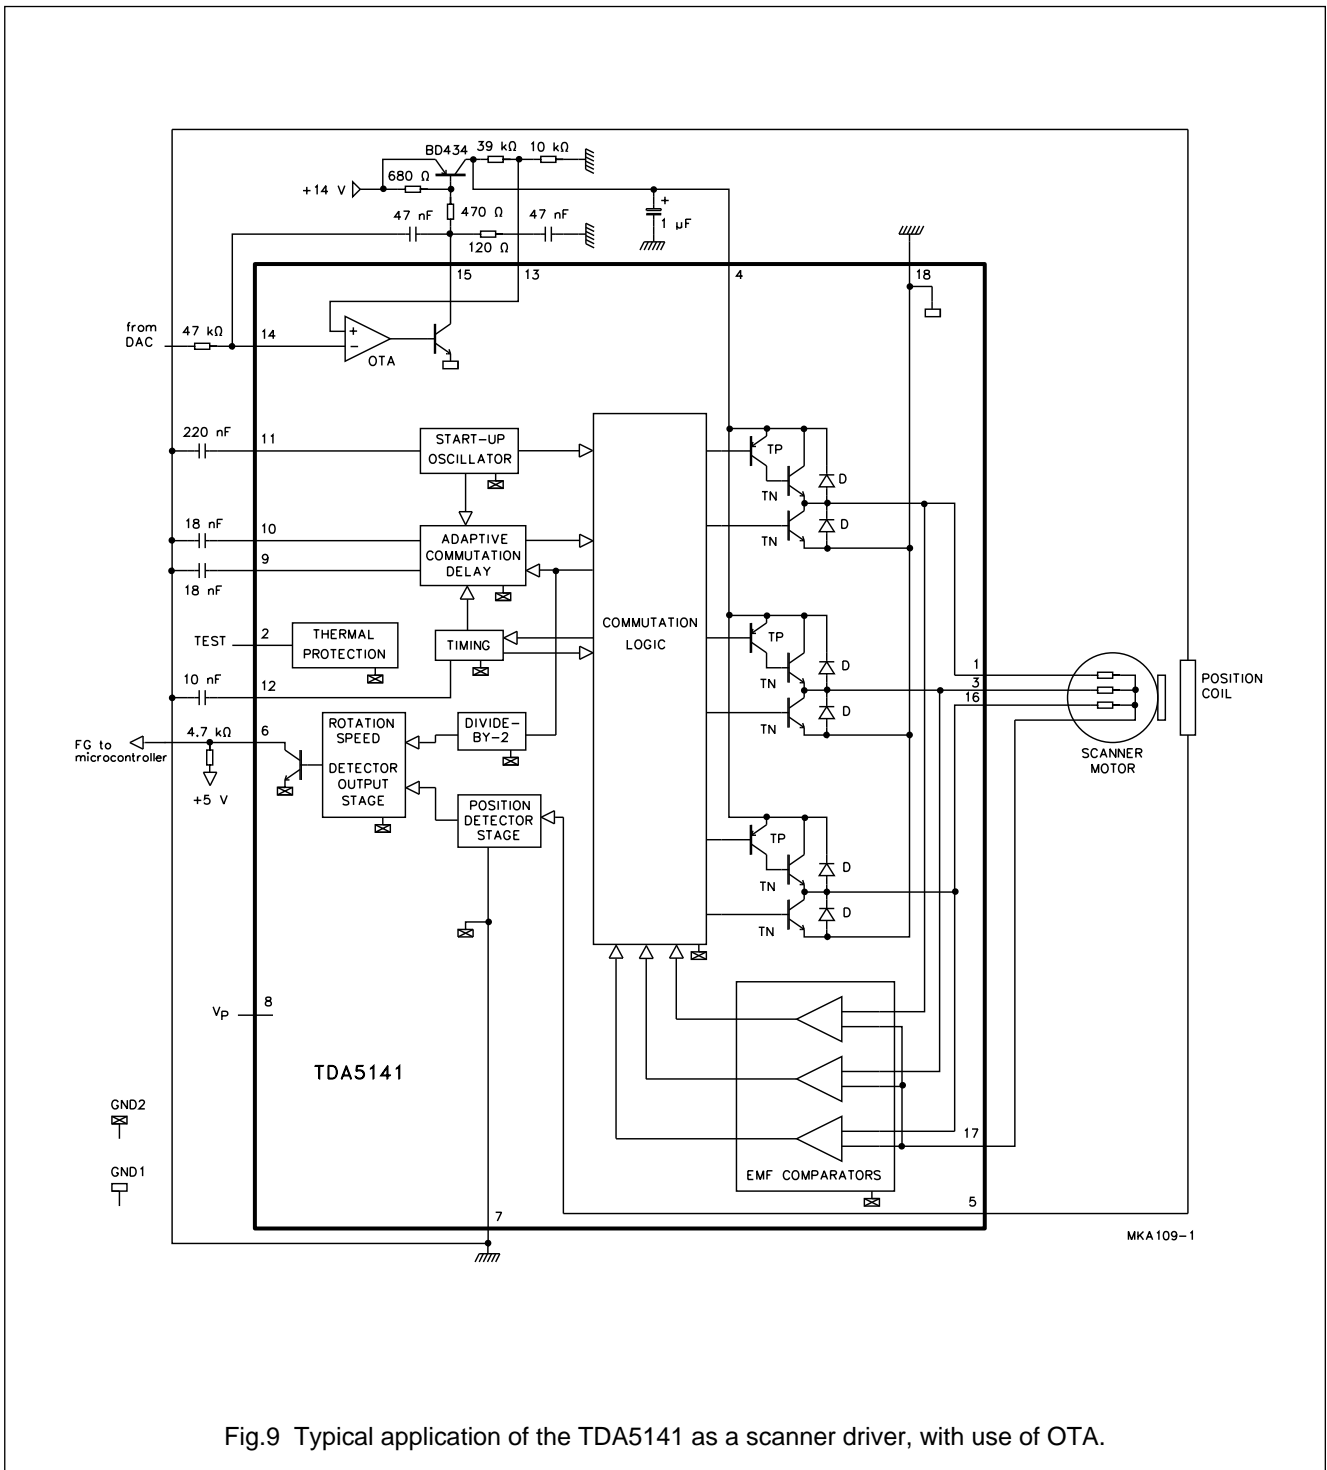 BD434 39 kΩ 10 kΩ
680 Ω
+14 V
470 Ω
47 nF
47 nF
120 Ω
+
1 µF
15
13
4
18
from
DAC
47 kΩ
14
+
−
OTA
220 nF
11
START-UP
OSCILLATOR
18 nF
10
9
18 nF
ADAPTIVE
COMMUTATION
DELAY
TEST
2
THERMAL
PROTECTION
TIMING
10 nF
12
COMMUTATION
LOGIC
TP
TN
TN
D
D
TP
TN
TN
D
D
TP
TN
TN
D
D
1
3
16
SCANNER
MOTOR
POSITION
COIL
4.7 kΩ
6
FG to
microcontroller
+5 V
ROTATION
SPEED
DETECTOR
OUTPUT
STAGE
DIVIDE-
BY-2
POSITION
DETECTOR
STAGE
VP
8
TDA5141
GND2
GND1
17
EMF COMPARATORS
5
7
MKA109-1
Fig.9 Typical application of the TDA5141 as a scanner driver, with use of OTA.